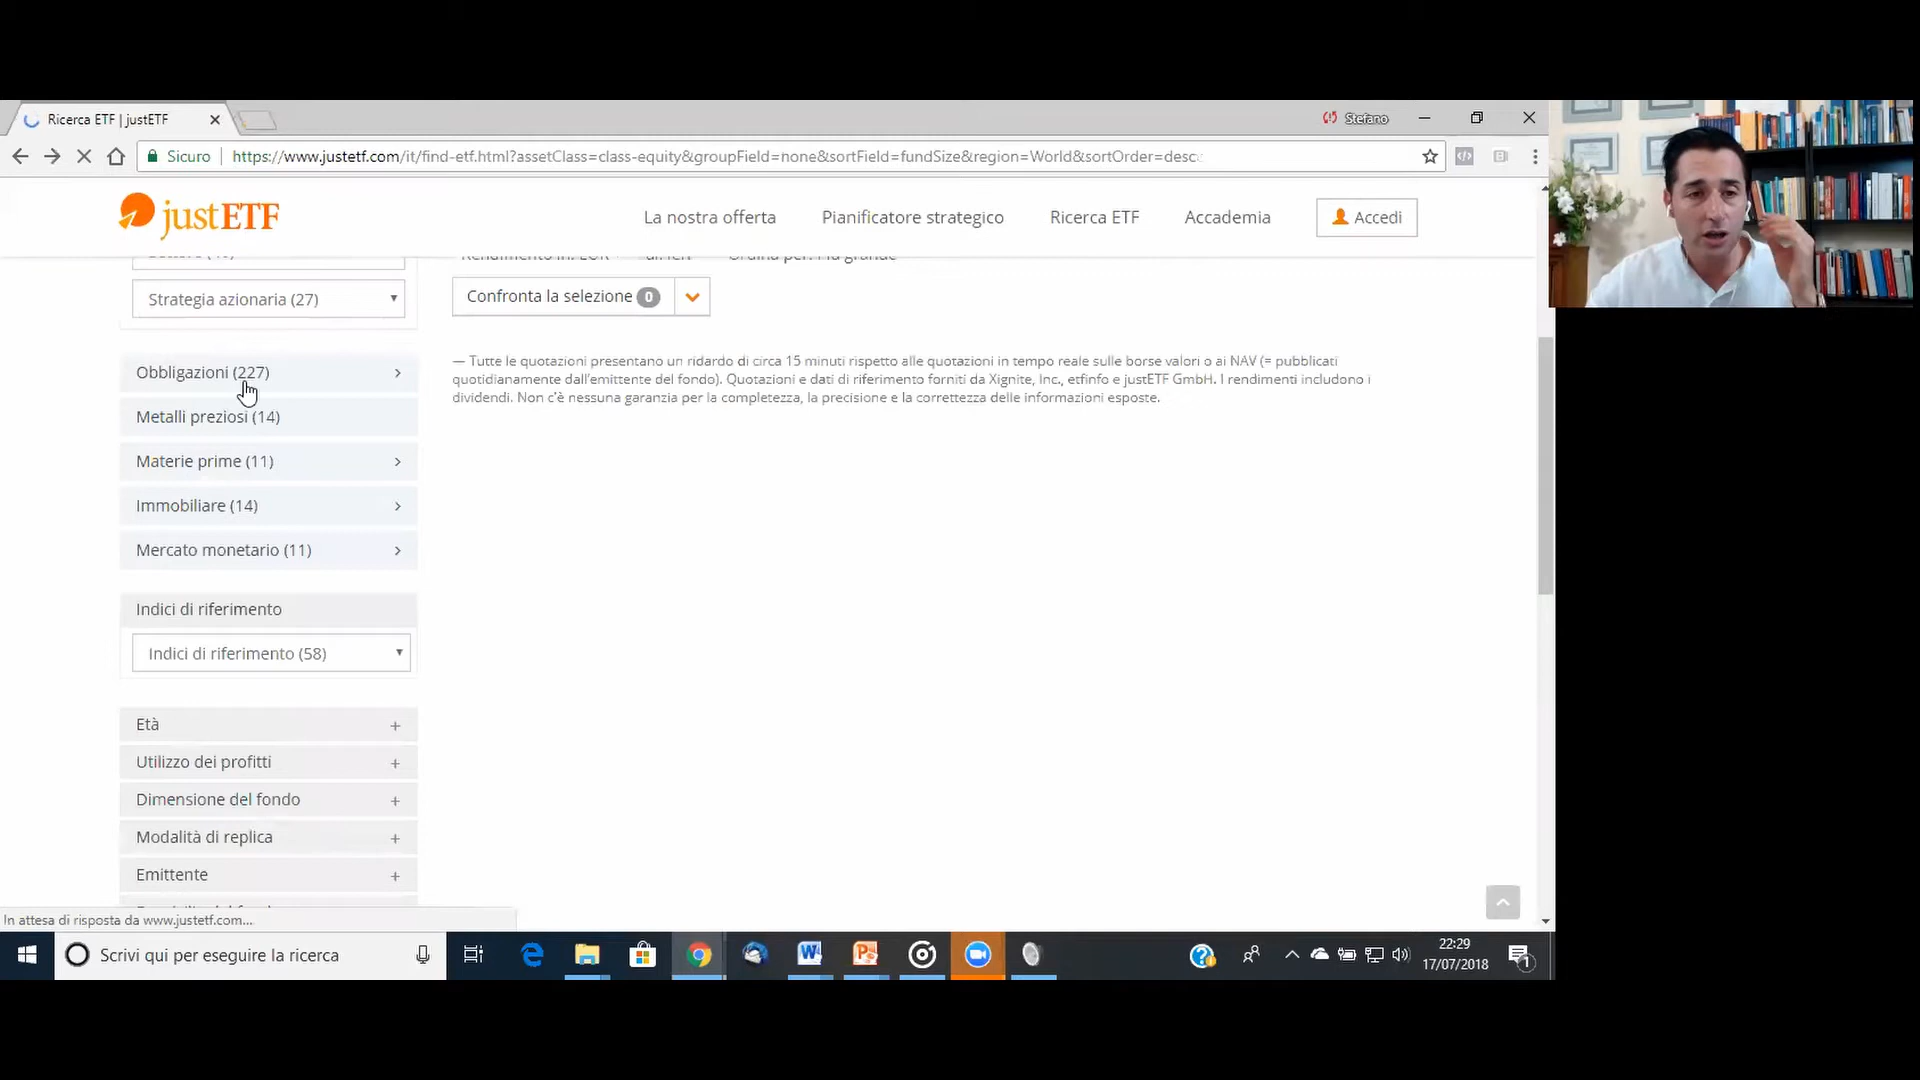 Ricerca ETF | justETF
Stefano
Sicuro
https://www.justetf.com/it/find-etf.html?assetClass=class-equity&groupField=none&sortField=fundSize&region=World&sortOrder=desc
justETF
La nostra offerta
Pianificatore strategico
Ricerca ETF
Accademia
Accedi
Strategia azionaria (27)
Confronta la selezione 0
Obbligazioni (227)
Metalli preziosi (14)
Materie prime (11)
Immobiliare (14)
Mercato monetario (11)
— Tutte le quotazioni presentano un ridardo di circa 15 minuti rispetto alle quotazioni in tempo reale sulle borse valori o ai NAV (= pubblicati
quotidianamente dall'emittente del fondo). Quotazioni e dati di riferimento forniti da Xignite, Inc., etfinfo e justETF GmbH. I rendimenti includono i
dividendi. Non c'è nessuna garanzia per la completezza, la precisione e la correttezza delle informazioni esposte.
Indici di riferimento
Indici di riferimento (58)
Età
Utilizzo dei profitti
Dimensione del fondo
Modalità di replica
Emittente
In attesa di risposta da www.justetf.com...
Scrivi qui per eseguire la ricerca
22:29
17/07/2018
1